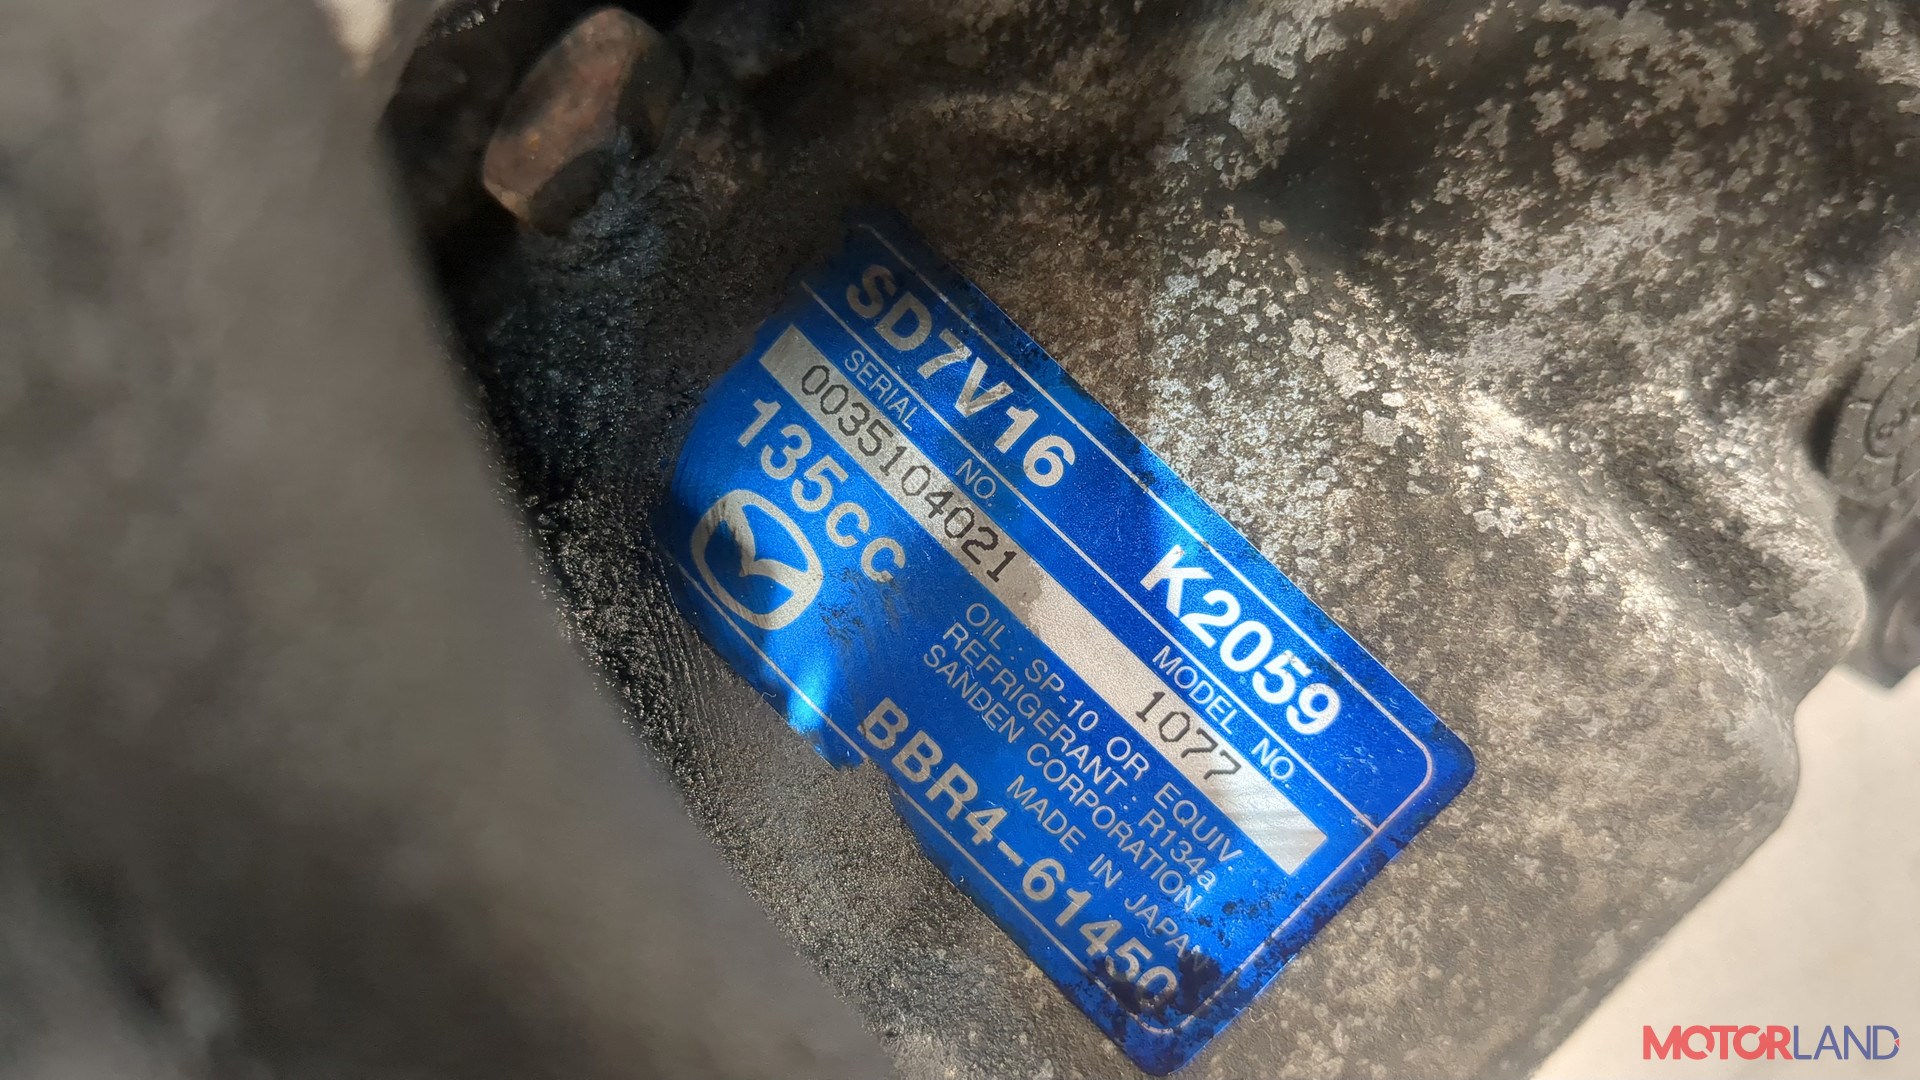 SD7V16 K2059
SERIAL NO. MODEL NO.
0035104021 1077
135CC
OIL : SP-10 OR EQUIV.
REFRIGERANT : R134a
SANDEN CORPORATION
MADE IN JAPAN
BBR4-61450
MOTORLAND